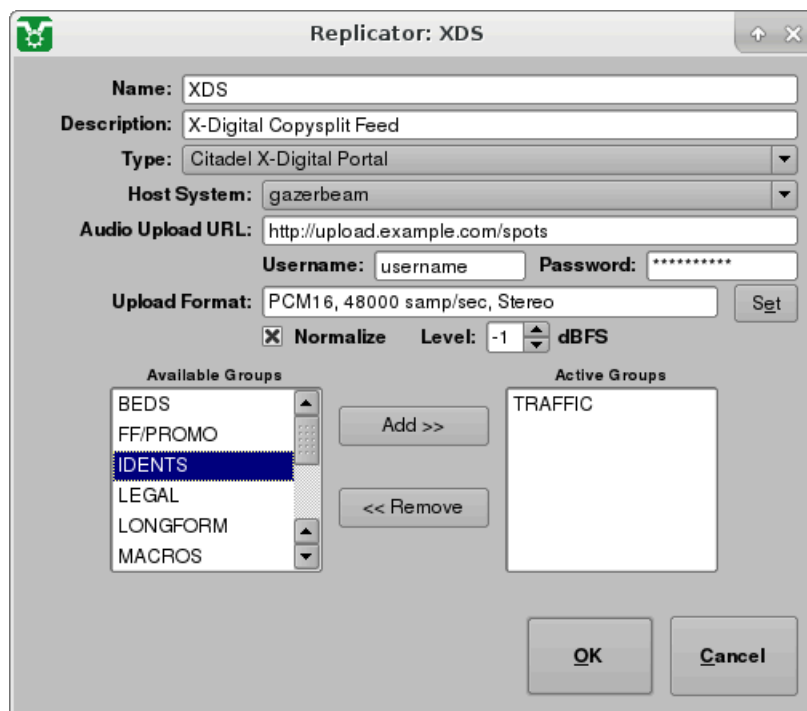 Replicator: XDS
Name: XDS
Description: X-Digital Copysplit Feed
Type: Citadel X-Digital Portal
Host System: gazerbeam
Audio Upload URL: http://upload.example.com/spots
Username: username Password: **********
Upload Format: PCM16, 48000 samp/sec, Stereo Set
Normalize Level: -1 dBFS
Available Groups Active Groups
BEDS TRAFFIC
Add >>
FF/PROMO
IDENTS
LEGAL
<< Remove
LONGFORM
MACROS
OK Cancel